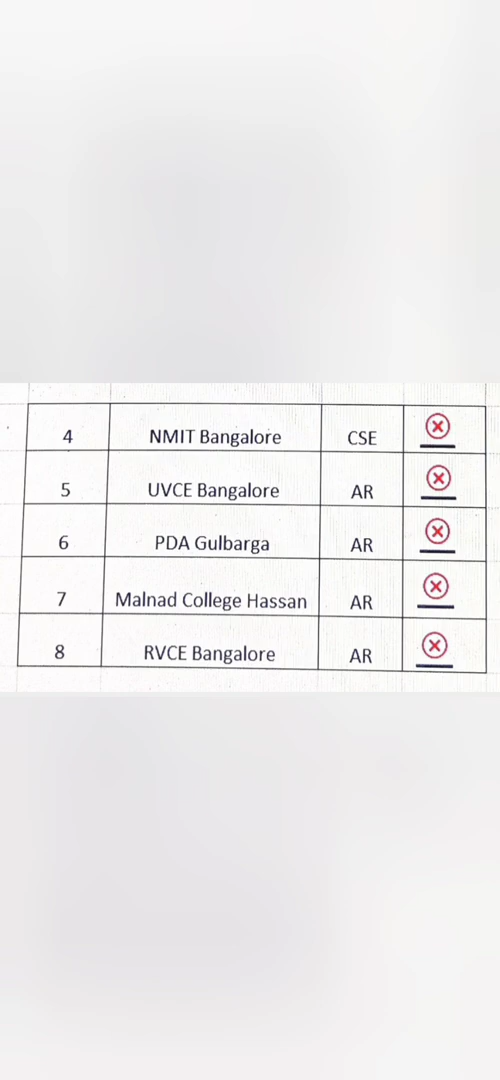 4 NMIT Bangalore CSE
5 UVCE Bangalore AR
6 PDA Gulbarga AR
7 Malnad College Hassan AR
8 RVCE Bangalore AR